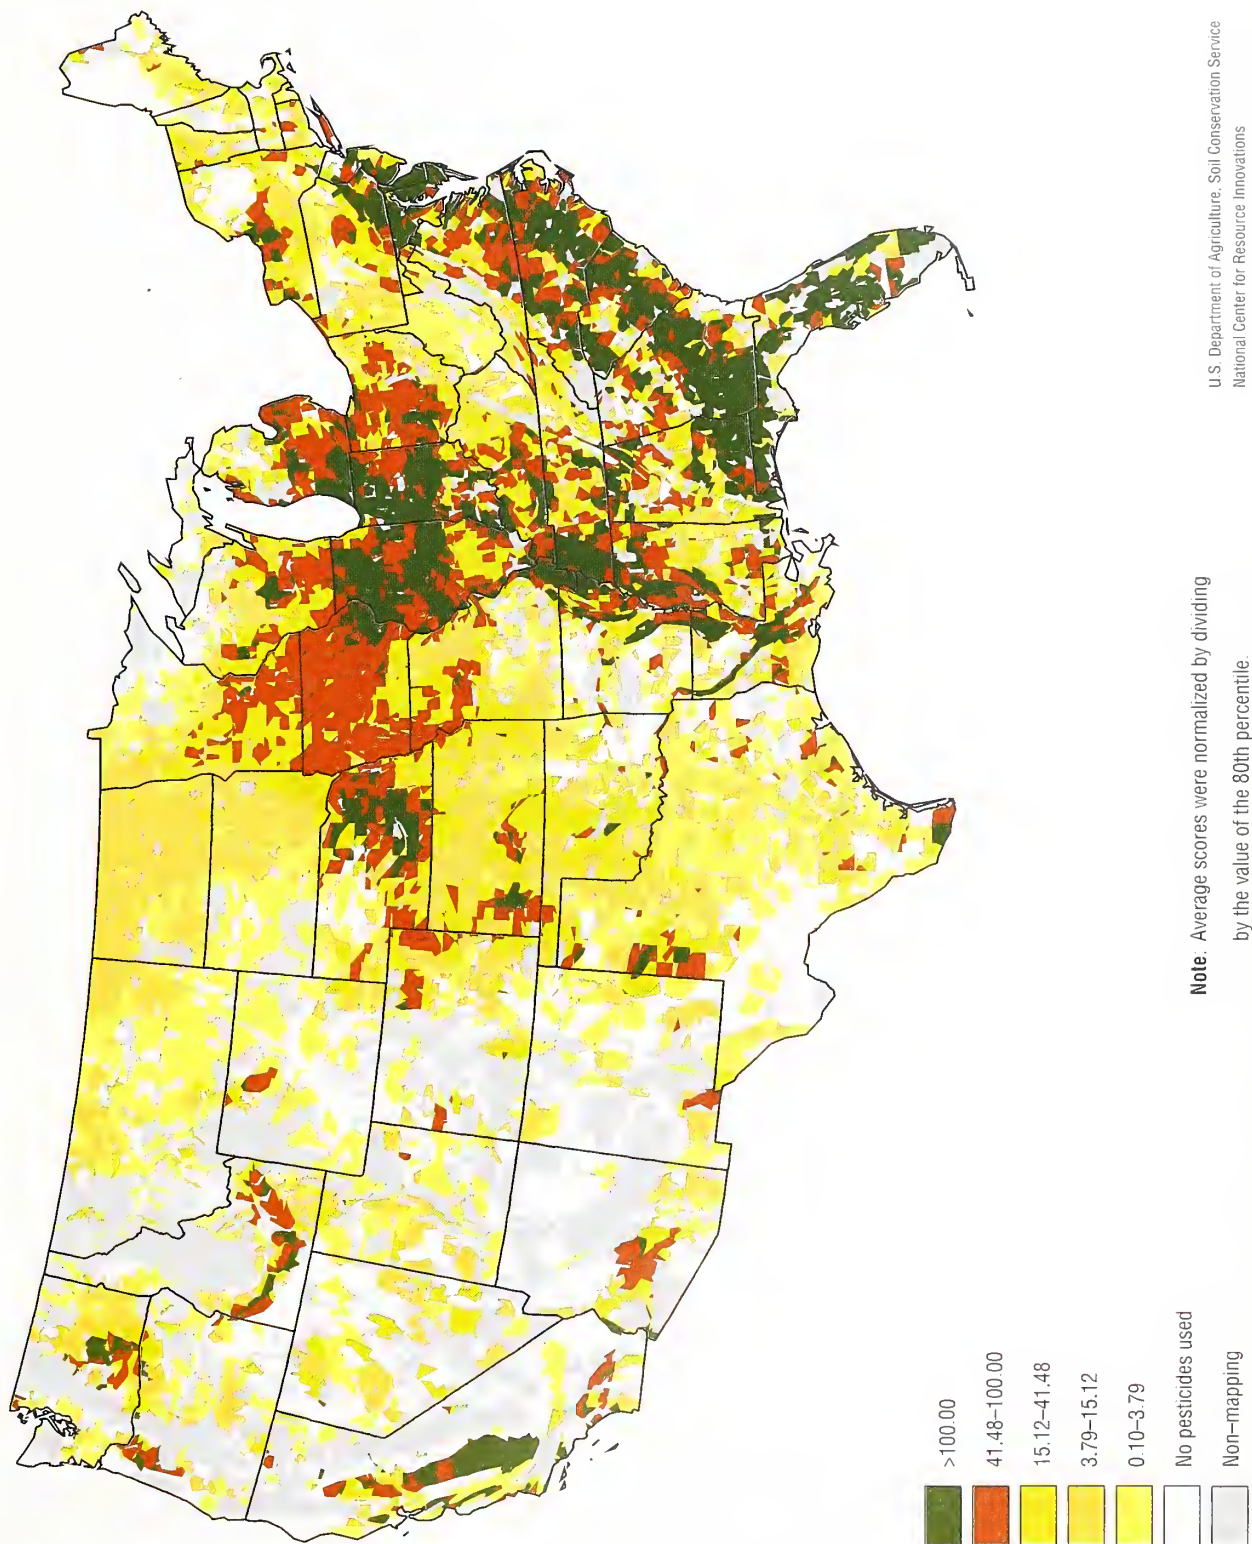 >100.00
41.48–100.00
15.12–41.48
3.79–15.12
0.10–3.79
No pesticides used
Non–mapping
Note. Average scores were normalized by dividing
by the value of the 80th percentile.
U.S. Department of Agriculture, Soil Conservation Service
National Center for Resource Innovations